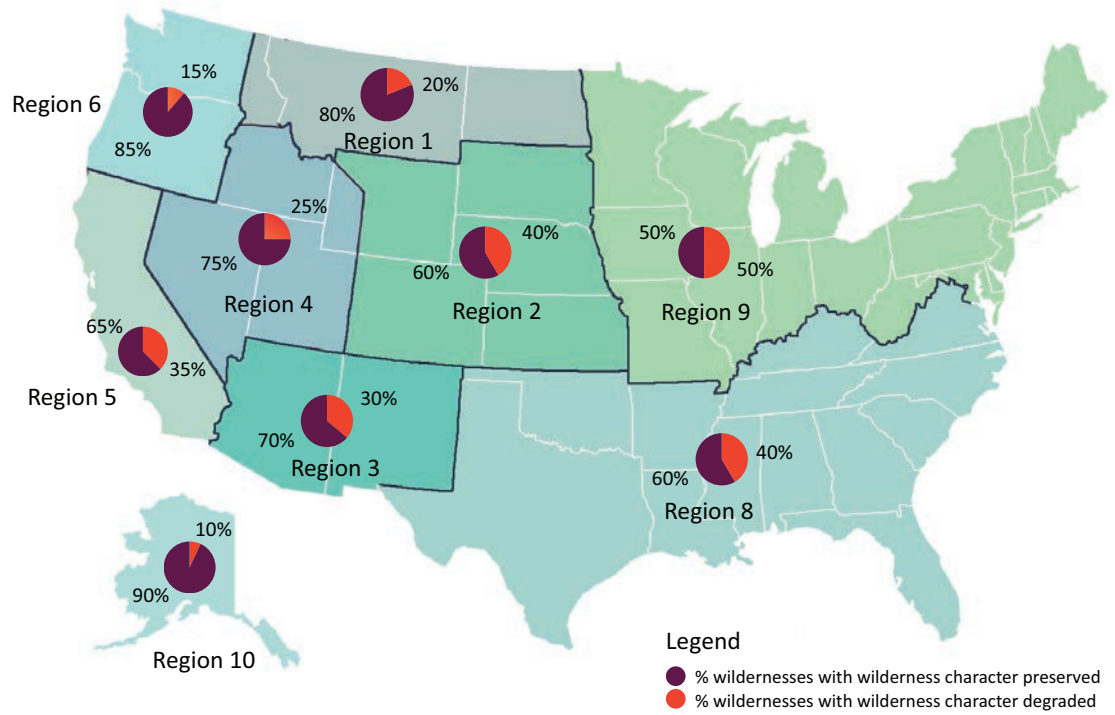 15%
Region 6
85%
20%
80%
Region 1
25%
75%
Region 4
40%
60%
Region 2
50%
50%
Region 9
65%
35%
Region 5
30%
70%
Region 3
40%
60%
Region 8
10%
90%
Region 10
Legend
% wildernesses with wilderness character preserved
% wildernesses with wilderness character degraded